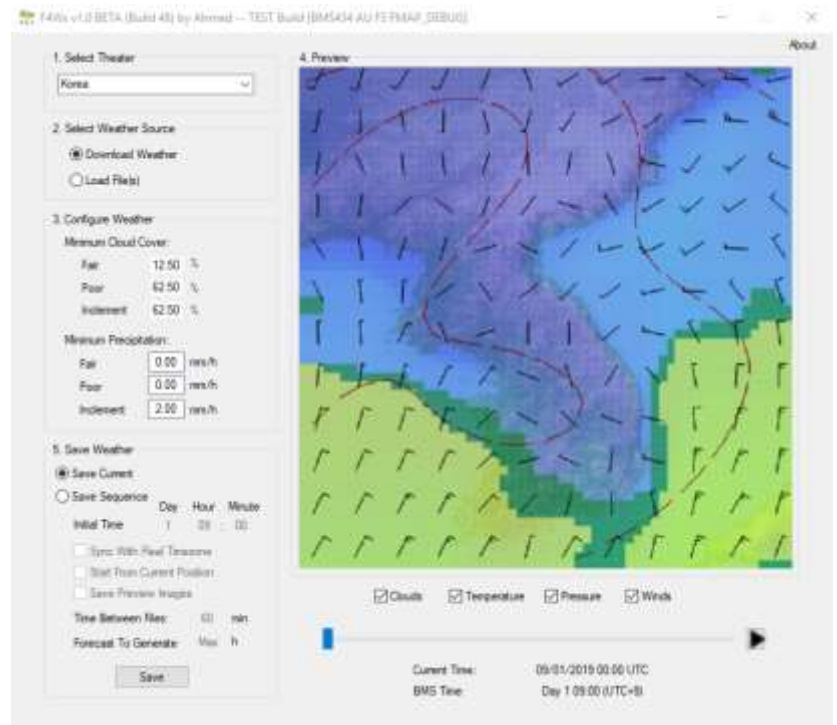 F4Wx v1.0 BETA (Build 48) by Ahmed — TEST Build [BMS434 AU F5 FMAP_DEBUG]
About
1. Select Theater
Korea
2. Select Weather Source
Download Weather
Load File(s)
3. Configure Weather
Minimum Cloud Cover:
Fair 12.50 %
Poor 62.50 %
Inclement 62.50 %
Minimum Precipitation:
Fair 0.00 mm/h
Poor 0.00 mm/h
Inclement 2.00 mm/h
5. Save Weather
Save Current
Save Sequence
Day Hour Minute
Initial Time 1 09 : 00
Sync With Real Timezone
Start From Current Position
Save Preview Images
Time Between Files: 60 min
Forecast To Generate: Max h
Save
4. Preview
Clouds Temperature Pressure Winds
Current Time: 09/01/2019 00:00 UTC
BMS Time: Day 1 09:00 (UTC+9)